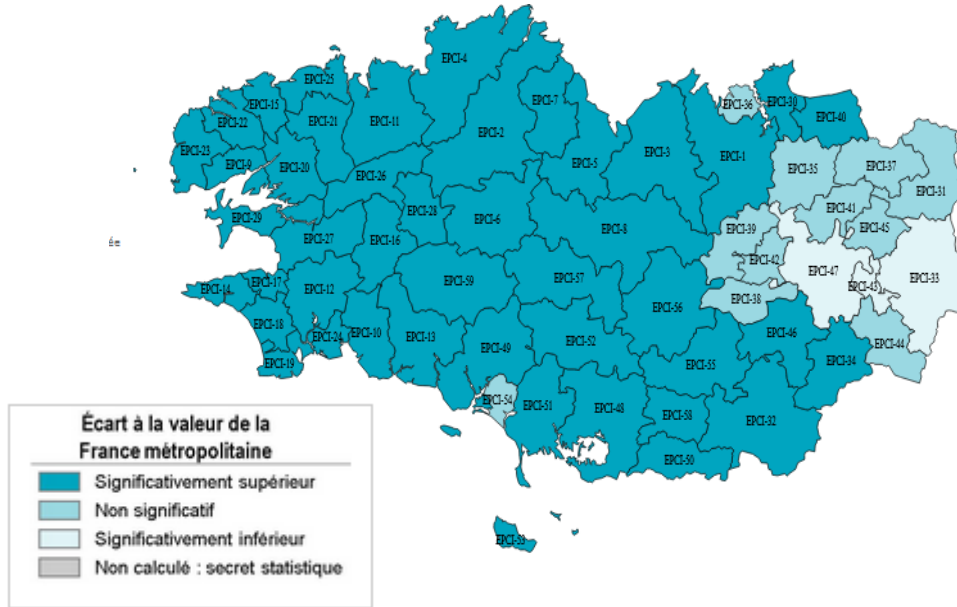 EPCI-4
EPCI-25
EPCI-7
EPCI-36
EPCI-30
EPCI-15
EPCI-40
EPCI-22
EPCI-21
EPCI-11
EPCI-2
EPCI-23
EPCI-9
EPCI-20
EPCI-5
EPCI-3
EPCI-1
EPCI-35
EPCI-37
EPCI-26
EPCI-31
EPCI-29
EPCI-28
EPCI-6
EPCI-8
EPCI-41
EPCI-39
EPCI-45
ée
EPCI-27
EPCI-16
EPCI-42
EPCI-47
EPCI-33
EPCI-17
EPCI-14
EPCI-12
EPCI-59
EPCI-57
EPCI-43
EPCI-38
EPCI-56
EPCI-18
EPCI-24
EPCI-10
EPCI-13
EPCI-52
EPCI-46
EPCI-44
EPCI-49
EPCI-19
EPCI-55
EPCI-34
EPCI-54
EPCI-51
EPCI-48
EPCI-58
EPCI-32
EPCI-50
EPCI-53
Écart à la valeur de la
France métropolitaine
Significativement supérieur
Non significatif
Significativement inférieur
Non calculé : secret statistique